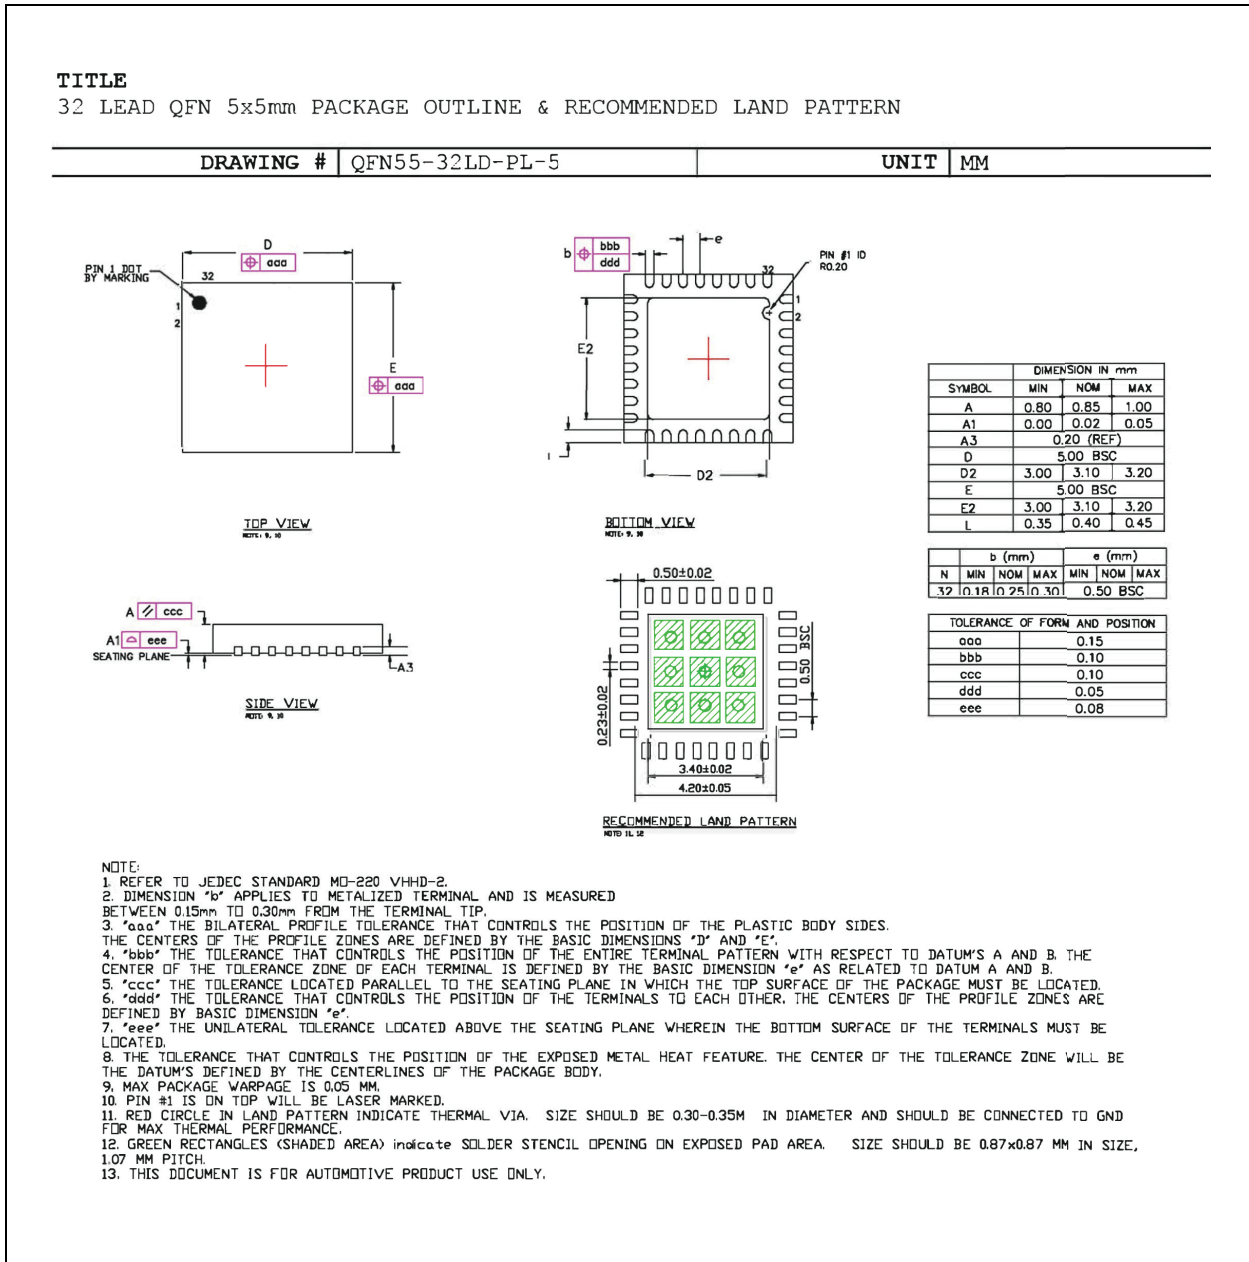 TITLE
32 LEAD QFN 5x5mm PACKAGE OUTLINE & RECOMMENDED LAND PATTERN
DRAWING # QFN55-32LD-PL-5 UNIT MM
D
aaa
PIN 1 DOT
BY MARKING
32
1
2
E
aaa
TOP VIEW
NOTE: 9, 10
b
bbb
ddd
e
PIN #1 ID
R0.20
32
1
2
E2
D2
BOTTOM VIEW
NOTE: 9, 10
DIMENSION IN mm
SYMBOL MIN NOM MAX
A 0.80 0.85 1.00
A1 0.00 0.02 0.05
A3 0.20 (REF)
D 5.00 BSC
D2 3.00 3.10 3.20
E 5.00 BSC
E2 3.00 3.10 3.20
L 0.35 0.40 0.45
b (mm) e (mm)
N MIN NOM MAX MIN NOM MAX
32 0.18 0.25 0.30 0.50 BSC
TOLERANCE OF FORM AND POSITION
aaa 0.15
bbb 0.10
ccc 0.10
ddd 0.05
eee 0.08
A ccc
A1 eee
SEATING PLANE
A3
SIDE VIEW
NOTE: 9, 10
0.50±0.02
0.50 BSC
0.23±0.02
3.40±0.02
4.20±0.05
RECOMMENDED LAND PATTERN
NOTE: 11, 12
NOTE:
1. REFER TO JEDEC STANDARD MO-220 VHHD-2.
2. DIMENSION "b" APPLIES TO METALIZED TERMINAL AND IS MEASURED
BETWEEN 0.15mm TO 0.30mm FROM THE TERMINAL TIP.
3. "aaa" THE BILATERAL PROFILE TOLERANCE THAT CONTROLS THE POSITION OF THE PLASTIC BODY SIDES.
THE CENTERS OF THE PROFILE ZONES ARE DEFINED BY THE BASIC DIMENSIONS "D" AND "E".
4. "bbb" THE TOLERANCE THAT CONTROLS THE POSITION OF THE ENTIRE TERMINAL PATTERN WITH RESPECT TO DATUM'S A AND B. THE
CENTER OF THE TOLERANCE ZONE OF EACH TERMINAL IS DEFINED BY THE BASIC DIMENSION "e" AS RELATED TO DATUM A AND B.
5. "ccc" THE TOLERANCE LOCATED PARALLEL TO THE SEATING PLANE IN WHICH THE TOP SURFACE OF THE PACKAGE MUST BE LOCATED.
6. "ddd" THE TOLERANCE THAT CONTROLS THE POSITION OF THE TERMINALS TO EACH OTHER. THE CENTERS OF THE PROFILE ZONES ARE
DEFINED BY BASIC DIMENSION "e".
7. "eee" THE UNILATERAL TOLERANCE LOCATED ABOVE THE SEATING PLANE WHEREIN THE BOTTOM SURFACE OF THE TERMINALS MUST BE
LOCATED.
8. THE TOLERANCE THAT CONTROLS THE POSITION OF THE EXPOSED METAL HEAT FEATURE. THE CENTER OF THE TOLERANCE ZONE WILL BE
THE DATUM'S DEFINED BY THE CENTERLINES OF THE PACKAGE BODY.
9. MAX PACKAGE WARPAGE IS 0.05 MM.
10. PIN #1 IS ON TOP WILL BE LASER MARKED.
11. RED CIRCLE IN LAND PATTERN INDICATE THERMAL VIA. SIZE SHOULD BE 0.30-0.35M IN DIAMETER AND SHOULD BE CONNECTED TO GND
FOR MAX THERMAL PERFORMANCE.
12. GREEN RECTANGLES (SHADED AREA) indicate SOLDER STENCIL OPENING ON EXPOSED PAD AREA. SIZE SHOULD BE 0.87x0.87 MM IN SIZE,
1.07 MM PITCH.
13. THIS DOCUMENT IS FOR AUTOMOTIVE PRODUCT USE ONLY.